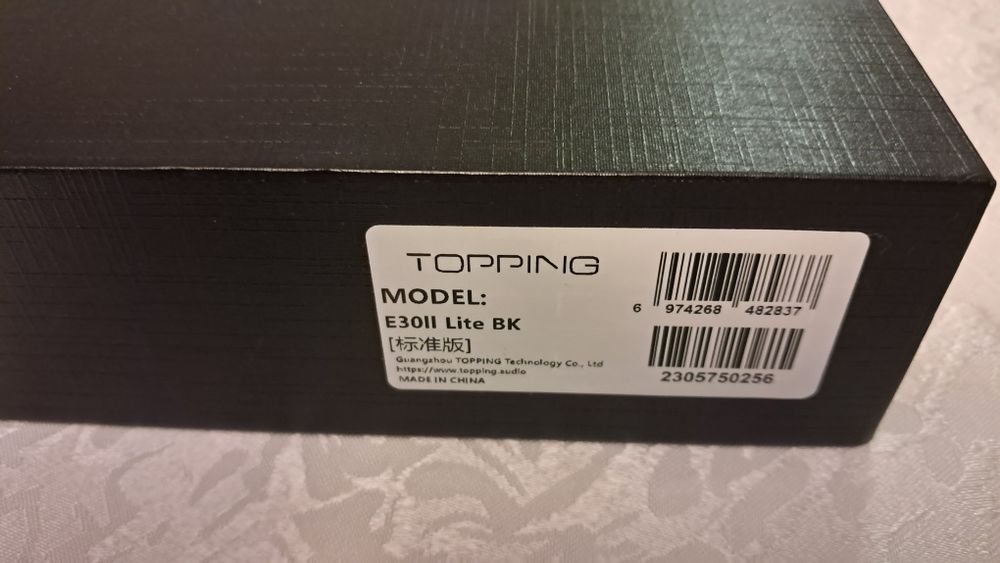 TOPPING
MODEL:
E30II Lite BK
[标准版]
Guangzhou TOPPING Technology Co., Ltd
https://www.topping.audio
MADE IN CHINA
6 974268 482837
2305750256